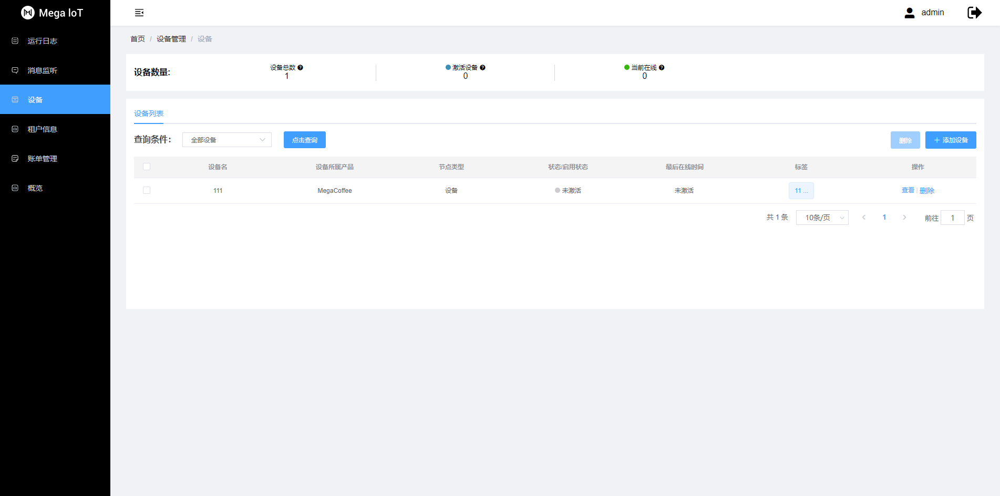 Mega IoT
admin
运行日志
消息监听
设备
租户信息
账单管理
概览
首页 / 设备管理 / 设备
设备数量:
设备总数
1
激活设备
0
当前在线
0
设备列表
查询条件：
全部设备
点击查询
删除
添加设备
设备名 设备所属产品 节点类型 状态/启用状态 最后在线时间 标签 操作
111 MegaCoffee 设备 未激活 未激活 11 ... 查看 | 删除
共 1 条 10条/页 1 前往 1 页